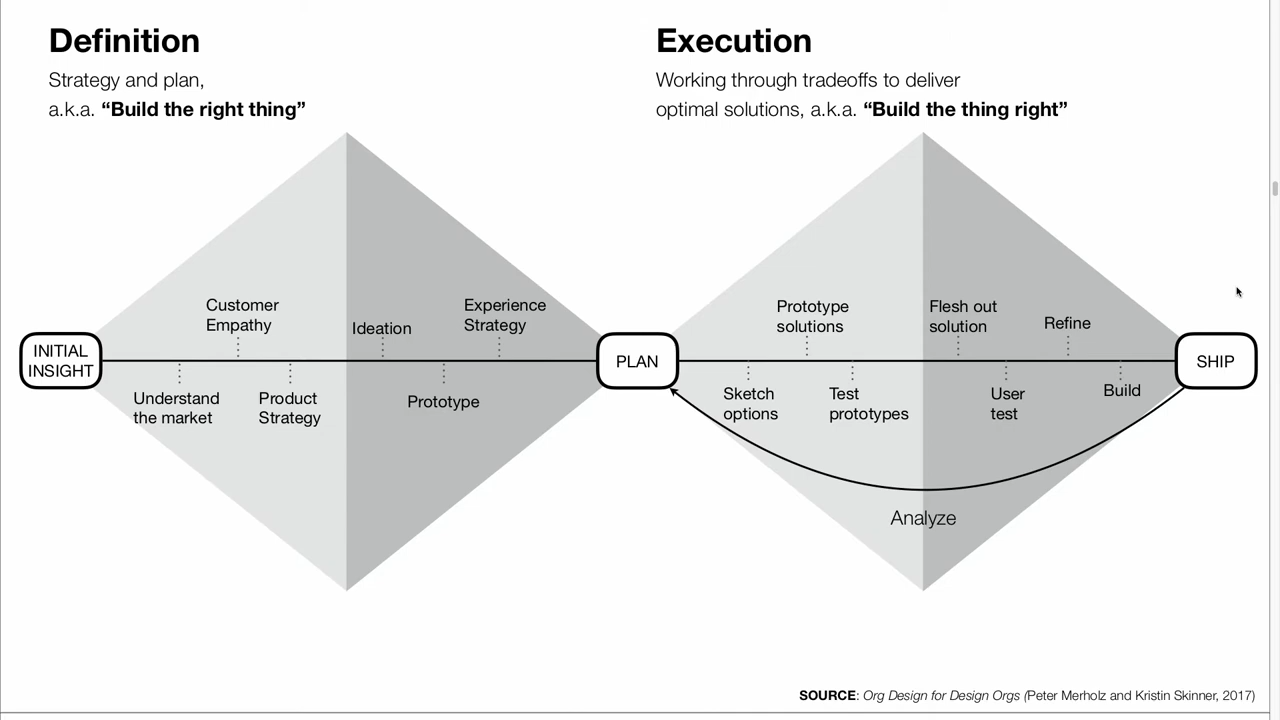 Definition
Strategy and plan,
a.k.a. “Build the right thing”
Execution
Working through tradeoffs to deliver
optimal solutions, a.k.a. “Build the thing right”
INITIAL
INSIGHT
Understand
the market
Customer
Empathy
Product
Strategy
Ideation
Prototype
Experience
Strategy
PLAN
Sketch
options
Prototype
solutions
Test
prototypes
Flesh out
solution
User
test
Refine
Build
SHIP
Analyze
SOURCE: Org Design for Design Orgs (Peter Merholz and Kristin Skinner, 2017)